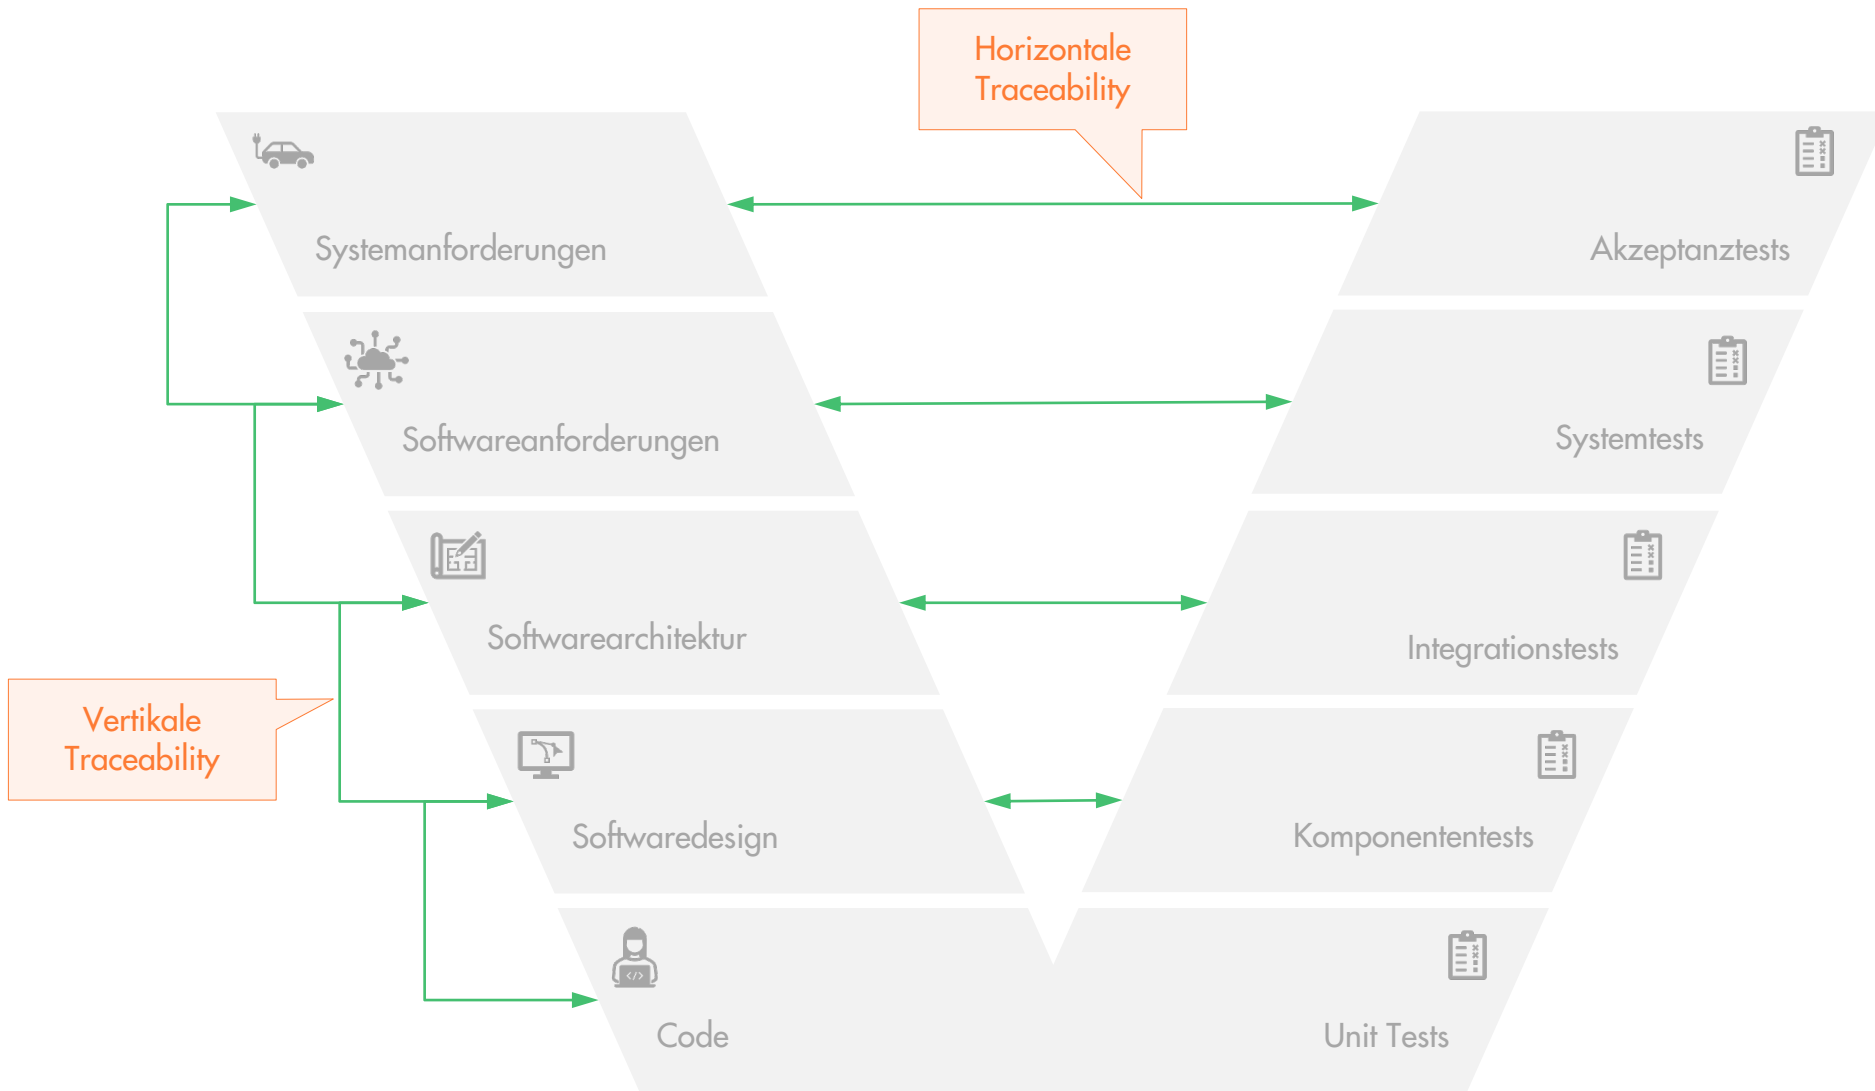 Horizontale
Traceability
Systemanforderungen
Akzeptanztests
Softwareanforderungen
Systemtests
Softwarearchitektur
Integrationstests
Vertikale
Traceability
Softwaredesign
Komponententests
</>
Code
Unit Tests